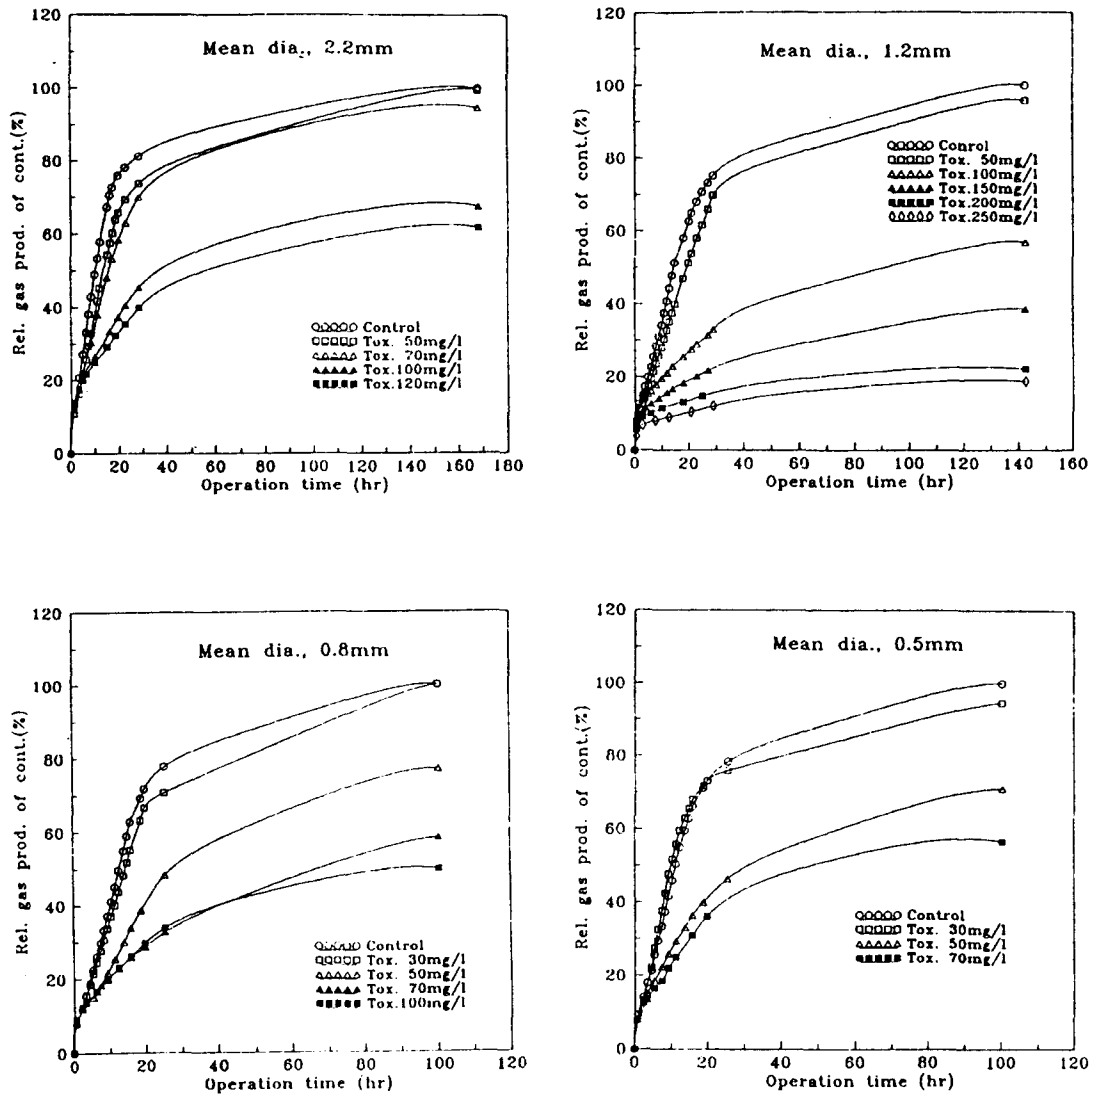 Mean dia., 2.2mm
Rel. gas prod. of cont.(%)
120
100
80
60
40
20
0
Control
Tox. 50mg/l
Tox. 70mg/l
Tox.100mg/l
Tox.120mg/l
0 20 40 60 80 100 120 140 160 180
Operation time (hr)
Mean dia., 1.2mm
Rel. gas prod. of cont.(%)
120
100
80
60
40
20
0
Conrol
Tox. 50mg/l
Tox.100mg/l
Tox.150mg/l
Tox.200mg/l
Tox.250mg/l
0 20 40 60 80 100 120 140 160
Operation time (hr)
Mean dia., 0.8mm
Rel. gas prod. of cont.(%)
120
100
80
60
40
20
0
Control
Tox. 30mg/l
Tox. 50mg/l
Tox. 70mg/l
Tox.100mg/l
0 20 40 60 80 100 120
Operation time (hr)
Mean dia., 0.5mm
Rel. gas prod. of cont.(%)
120
100
80
60
40
20
0
Control
Tox. 30mg/l
Tox. 50mg/l
Tox. 70mg/l
0 20 40 60 80 100 120
Operation time (hr)